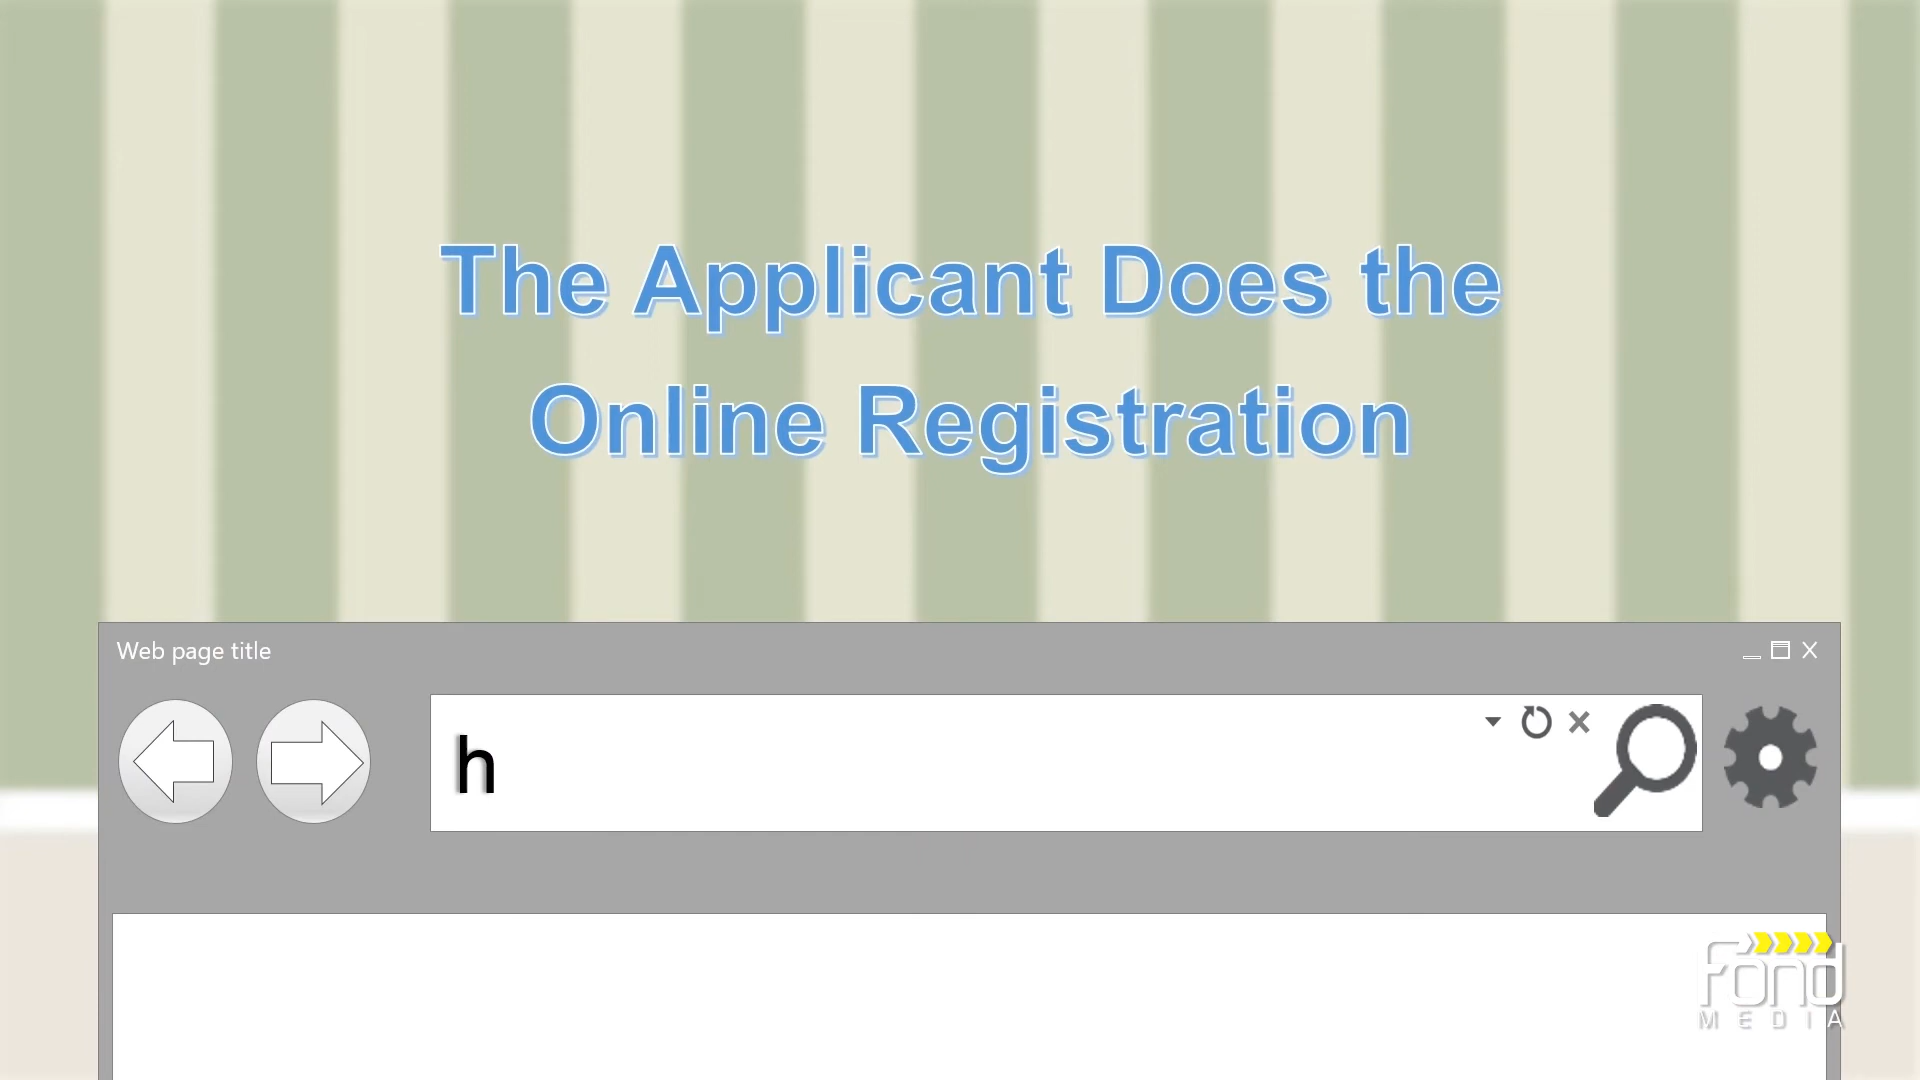 The Applicant Does the
Online Registration
Web page title
h
fond
MEDIA